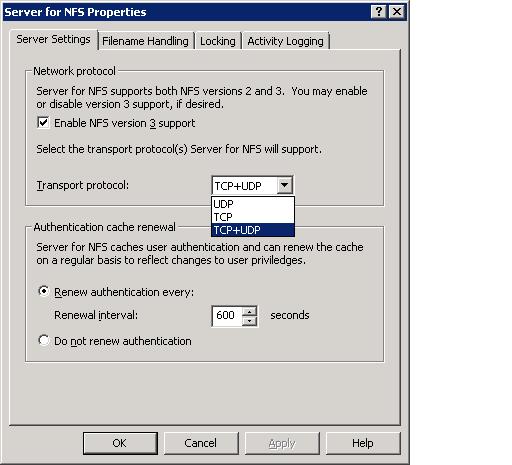 Server for NFS Properties
Server Settings Filename Handling Locking Activity Logging
Network protocol
Server for NFS supports both NFS versions 2 and 3. You may enable
or disable version 3 support, if desired.
Enable NFS version 3 support
Select the transport protocol(s) Server for NFS will support.
Transport protocol: TCP+UDP
UDP
TCP
TCP+UDP
Authentication cache renewal
Server for NFS caches user authentication and can renew the cache
on a regular basis to reflect changes to user priviledges.
Renew authentication every:
Renewal interval: 600 seconds
Do not renew authentication
OK Cancel Apply Help